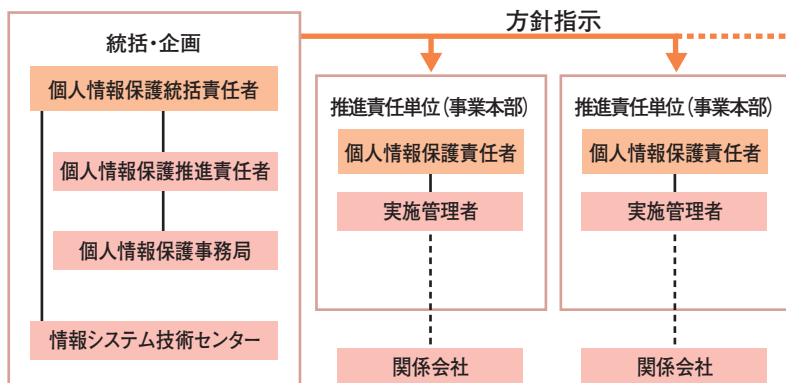 統括・企画
個人情報保護統括責任者
個人情報保護推進責任者
個人情報保護事務局
情報システム技術センター
方針指示
推進責任単位(事業本部)
個人情報保護責任者
実施管理者
関係会社
推進責任単位(事業本部)
個人情報保護責任者
実施管理者
関係会社